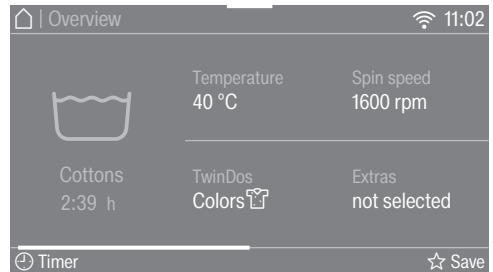 | Overview 11:02
Temperature Spin speed
40 °C 1600 rpm
Cottons TwinDos Extras
2:39 h Colors not selected
Timer Save